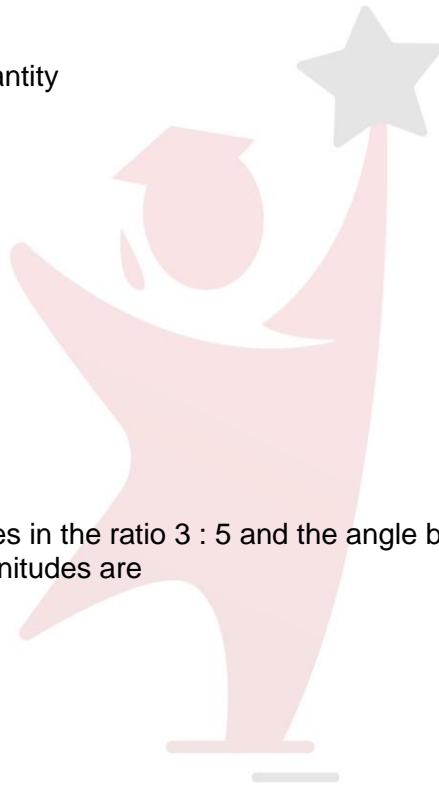 antity
es in the ratio 3 : 5 and the angle b
nitudes are